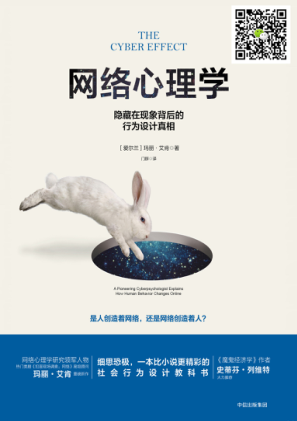 THE
CYBER EFFECT
网络心理学
隐藏在现象背后的
行为设计真相
［爱尔兰］玛丽·艾肯◎著
门群◎译
A Pioneering Cyberpsychologist Explains
How Human Behavior Changes Online
是人创造着网络，还是网络创造着人？
网络心理学研究领军人物
玛丽·艾肯
细思恐极，一本比小说更精彩的
社会行为设计教科书
《魔鬼经济学》作者
史蒂芬·列维特
中信出版集团